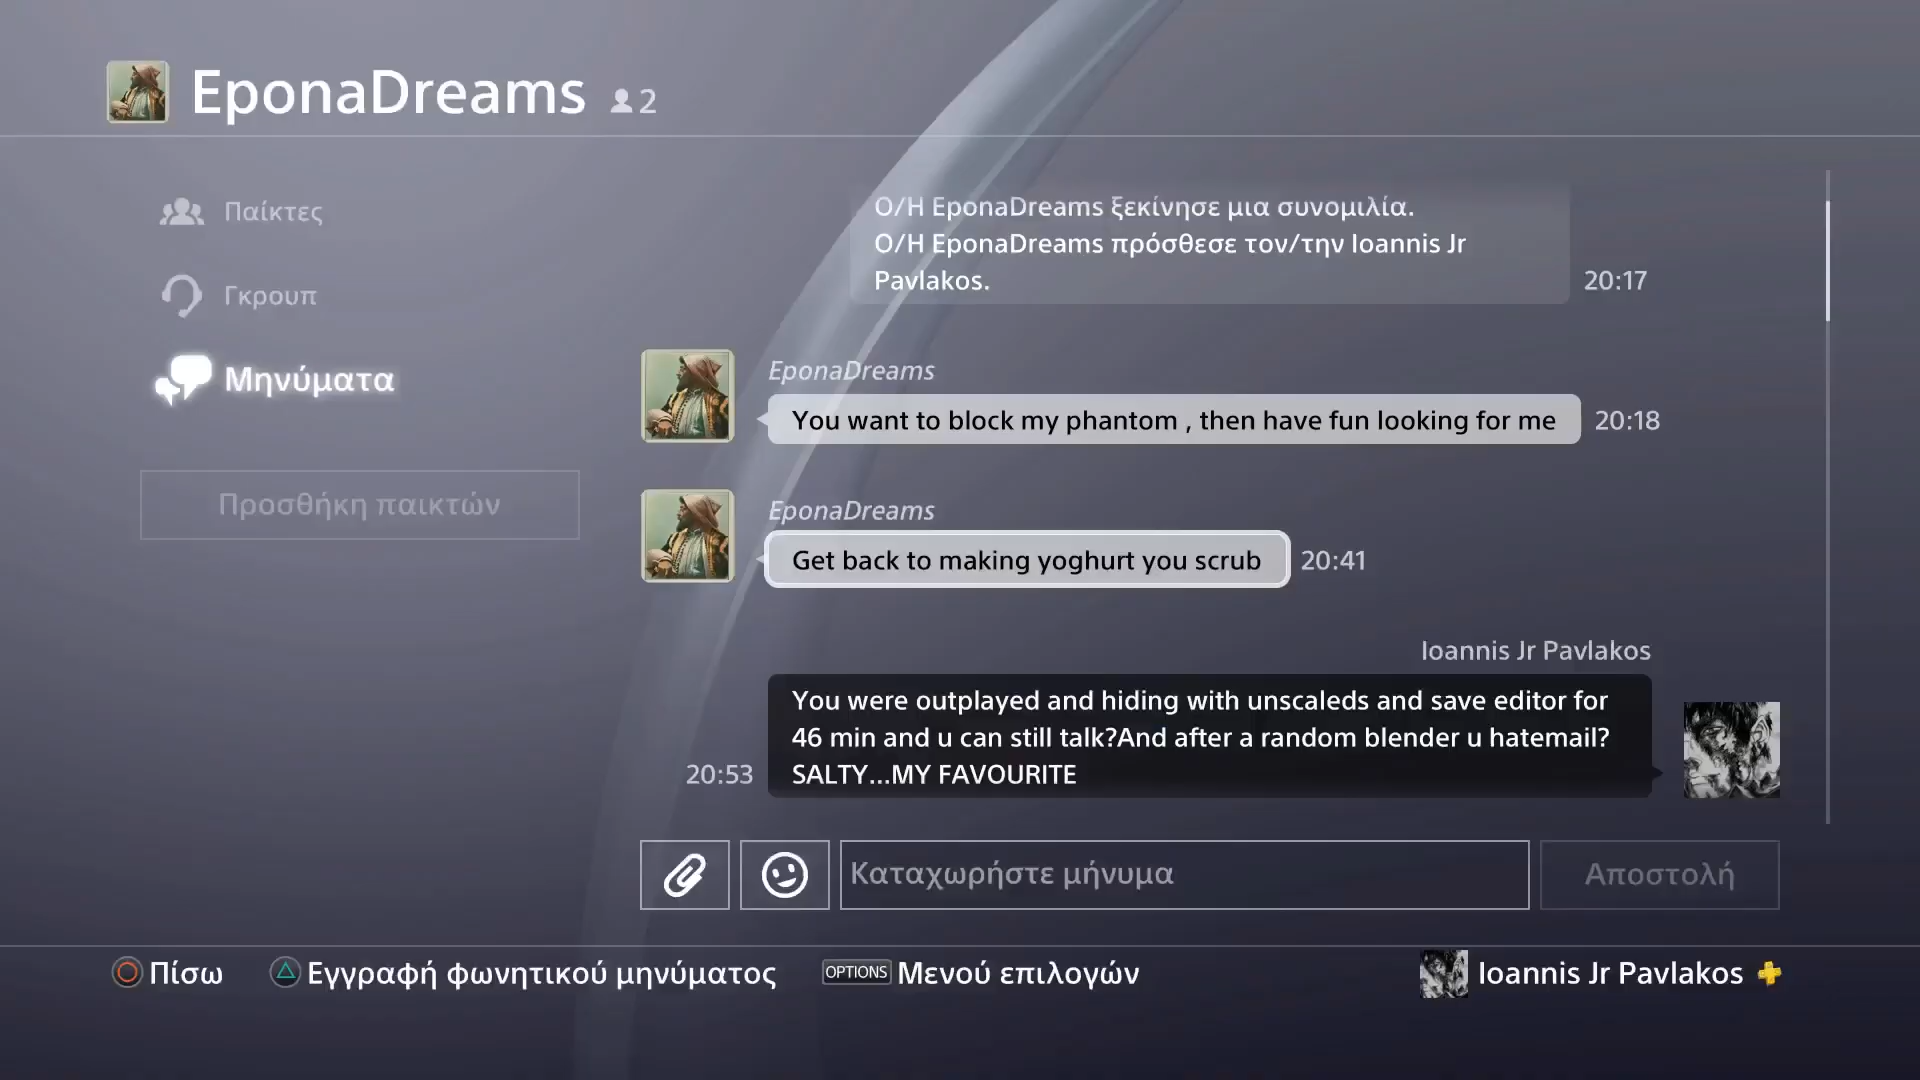 EponaDreams 2
Παίκτες
Γκρουπ
Μηνύματα
Προσθήκη παικτών
Ο/Η EponaDreams ξεκίνησε μια συνομιλία.
Ο/Η EponaDreams πρόσθεσε τον/την Ioannis Jr
Pavlakos.
20:17
EponaDreams
You want to block my phantom , then have fun looking for me
20:18
EponaDreams
Get back to making yoghurt you scrub
20:41
Ioannis Jr Pavlakos
You were outplayed and hiding with unscaleds and save editor for
46 min and u can still talk?And after a random blender u hatemail?
SALTY...MY FAVOURITE
20:53
Καταχωρήστε μήνυμα
Αποστολή
Πίσω
Εγγραφή φωνητικού μηνύματος
OPTIONS Μενού επιλογών
Ioannis Jr Pavlakos